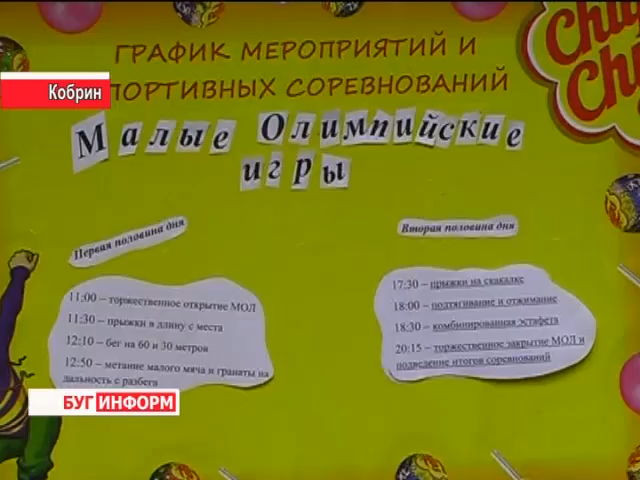 ГРАФИК МЕРОПРИЯТИЙ И
ПОРТИВНЫХ СОРЕВНОВАНИЙ
Кобрин
Малые Олимпийские
игры
Первая половина дня
11:00 – торжественное открытие МОЛ
11:30 – прыжки в длину с места
12:10 – бег на 60 и 30 метров
12:50 – метание малого мяча и гранаты на
дальность с разбега
Вторая половина дня
17:30 – прыжки на скакалке
18:00 – подтягивание и отжимание
18:30 – комбинированная эстафета
20:15 – торжественное закрытие МОЛ и
подведение итогов соревнований
Chu
Ch
БУГ ИНФОРМ